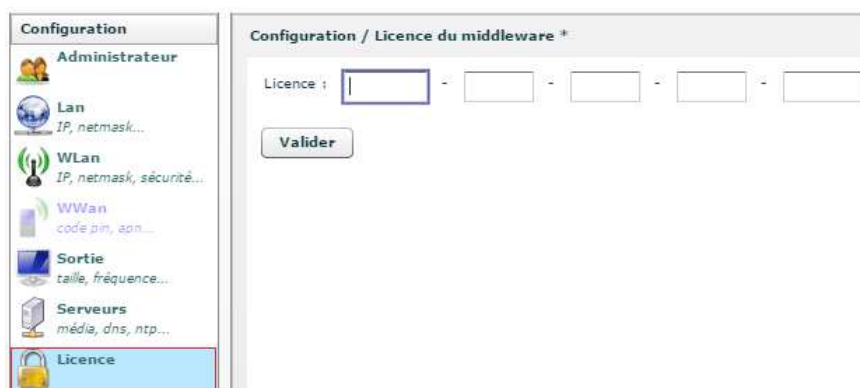 Configuration
Administrateur
Lan
IP, netmask...
WLan
IP, netmask, sécurité...
WWan
code pin, apn...
Sortie
taille, fréquence...
Serveurs
média, dns, ntp...
Licence
Configuration / Licence du middleware *
Licence : - - - -
Valider